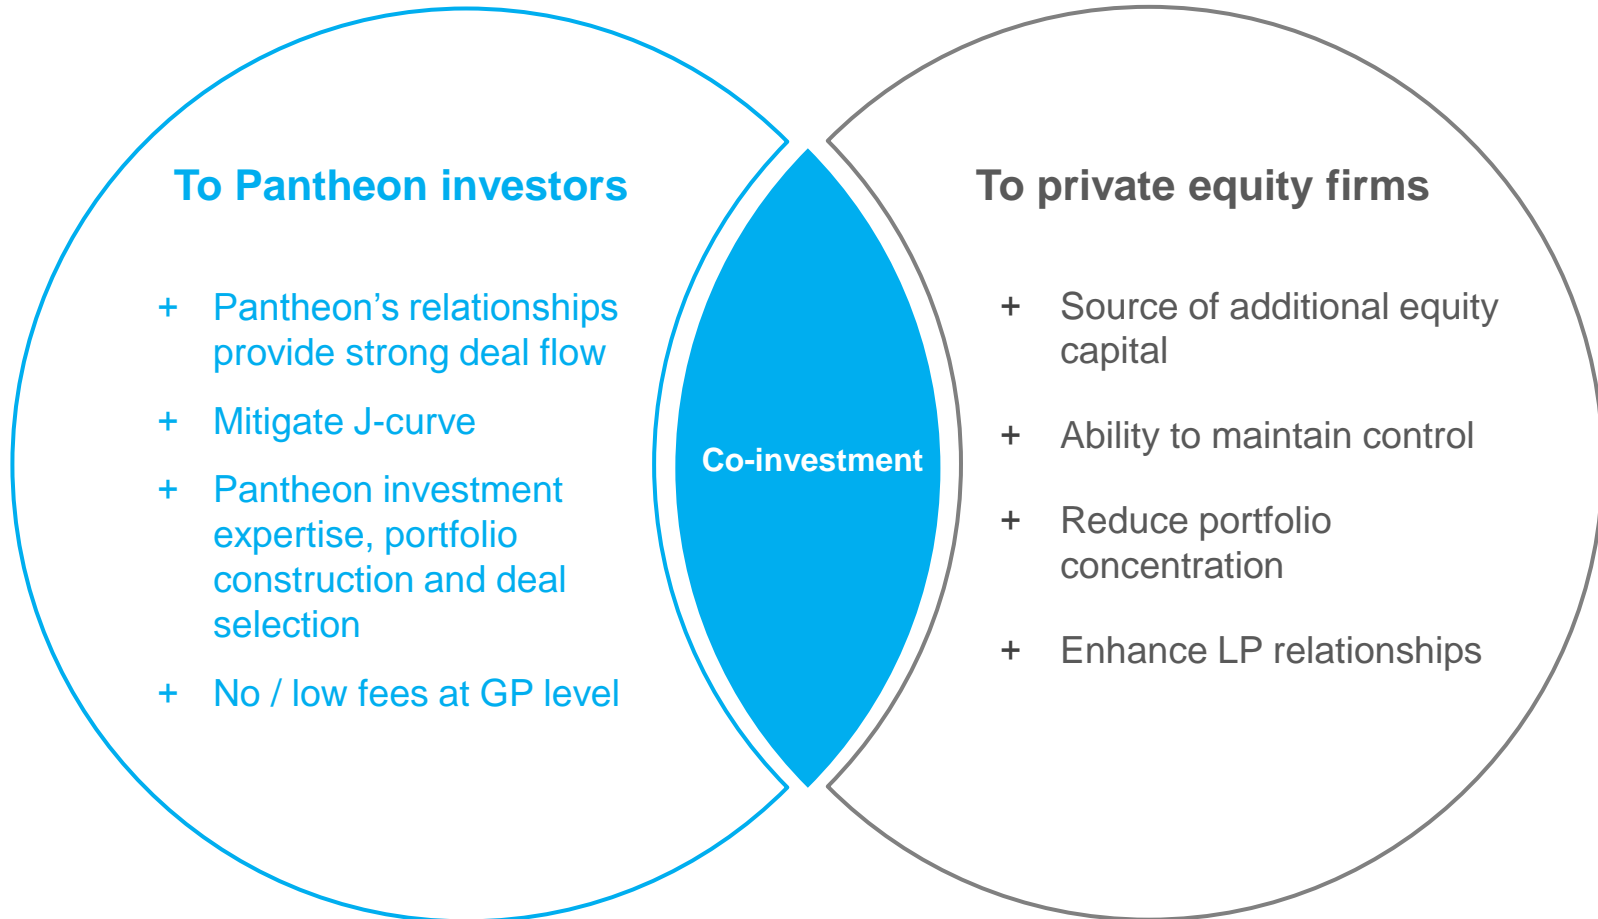 To Pantheon investors
+ Pantheon’s relationships
provide strong deal flow
+ Mitigate J-curve
+ Pantheon investment
expertise, portfolio
construction and deal
selection
+ No / low fees at GP level
Co-investment
To private equity firms
+ Source of additional equity
capital
+ Ability to maintain control
+ Reduce portfolio
concentration
+ Enhance LP relationships